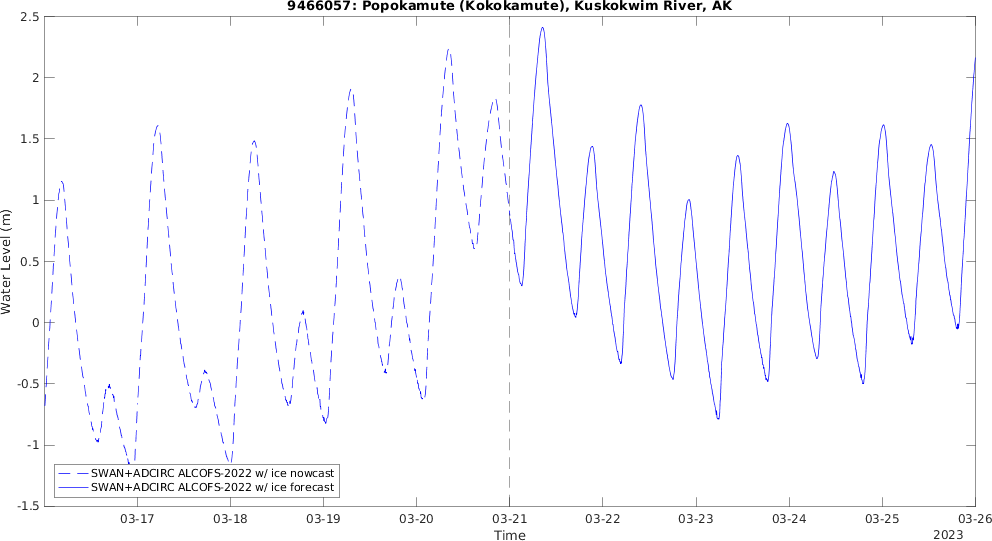 9466057: Popokamute (Kokokamute), Kuskokwim River, AK
Water Level (m)
2.5
2
1.5
1
0.5
0
-0.5
-1
-1.5
SWAN+ADCIRC ALCOFS-2022 w/ ice nowcast
SWAN+ADCIRC ALCOFS-2022 w/ ice forecast
03-17 03-18 03-19 03-20 03-21 03-22 03-23 03-24 03-25 03-26
Time
2023